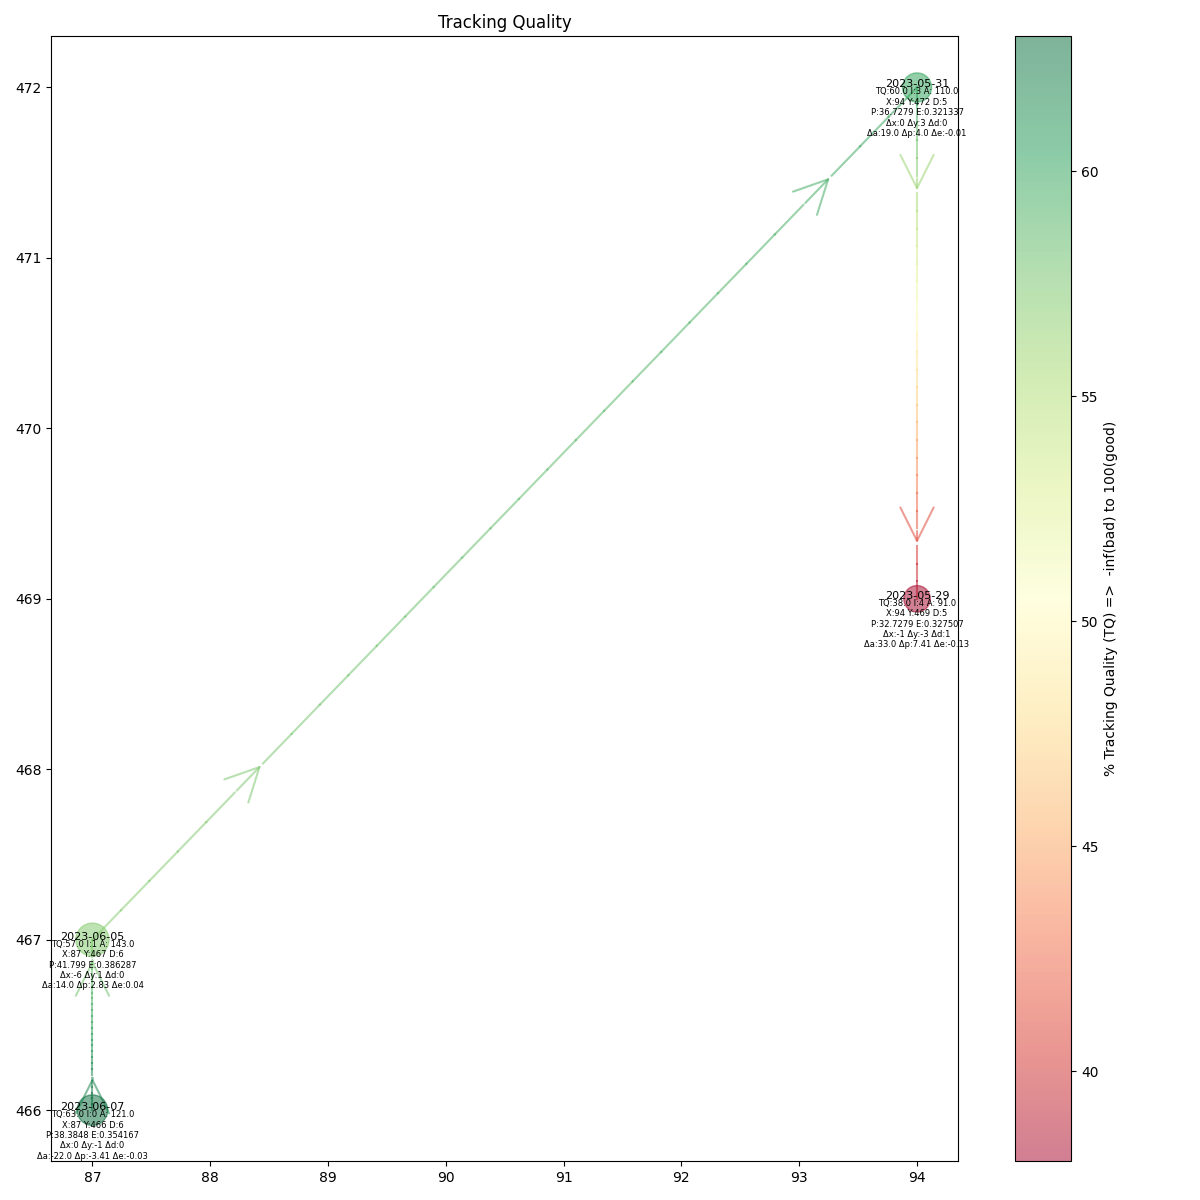 Tracking Quality
472
471
470
469
468
467
466
87
88
89
90
91
92
93
94
2023-05-31
TQ:60.0 I:3 A: 110.0
X:94 Y:472 D:5
P:36.7279 E:0.321337
Δx:0 Δy:3 Δd:0
Δa:19.0 Δp:4.0 Δe:-0.01
2023-05-29
TQ:38.0 I:4 A: 91.0
X:94 Y:469 D:5
P:32.7279 E:0.327507
Δx:-1 Δy:-3 Δd:1
Δa:33.0 Δp:7.41 Δe:-0.13
2023-06-05
TQ:57.0 I:1 A: 143.0
X:87 Y:467 D:6
P:41.799 E:0.386287
Δx:-6 Δy:1 Δd:0
Δa:14.0 Δp:2.83 Δe:0.04
2023-06-07
TQ:63.0 I:0 A: 121.0
X:87 Y:466 D:6
P:38.3848 E:0.354167
Δx:0 Δy:-1 Δd:0
Δa:-22.0 Δp:-3.41 Δe:-0.03
60
55
50
45
40
% Tracking Quality (TQ) => -inf(bad) to 100(good)